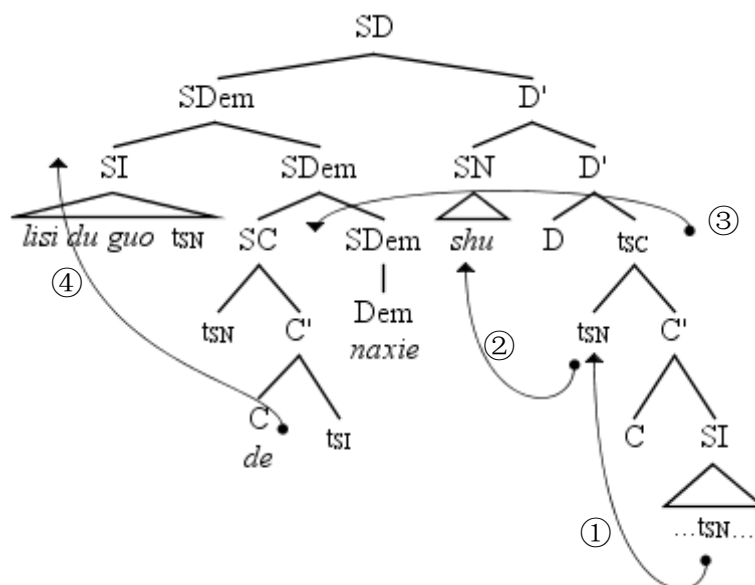 SD
SDem D'
SI SDem SN D'
lisi du guo tSN SC SDem shu D tSC ③
④ tSN C' Dem ② tSN C'
naxie
C tSI C SI
de
① ...tSN...